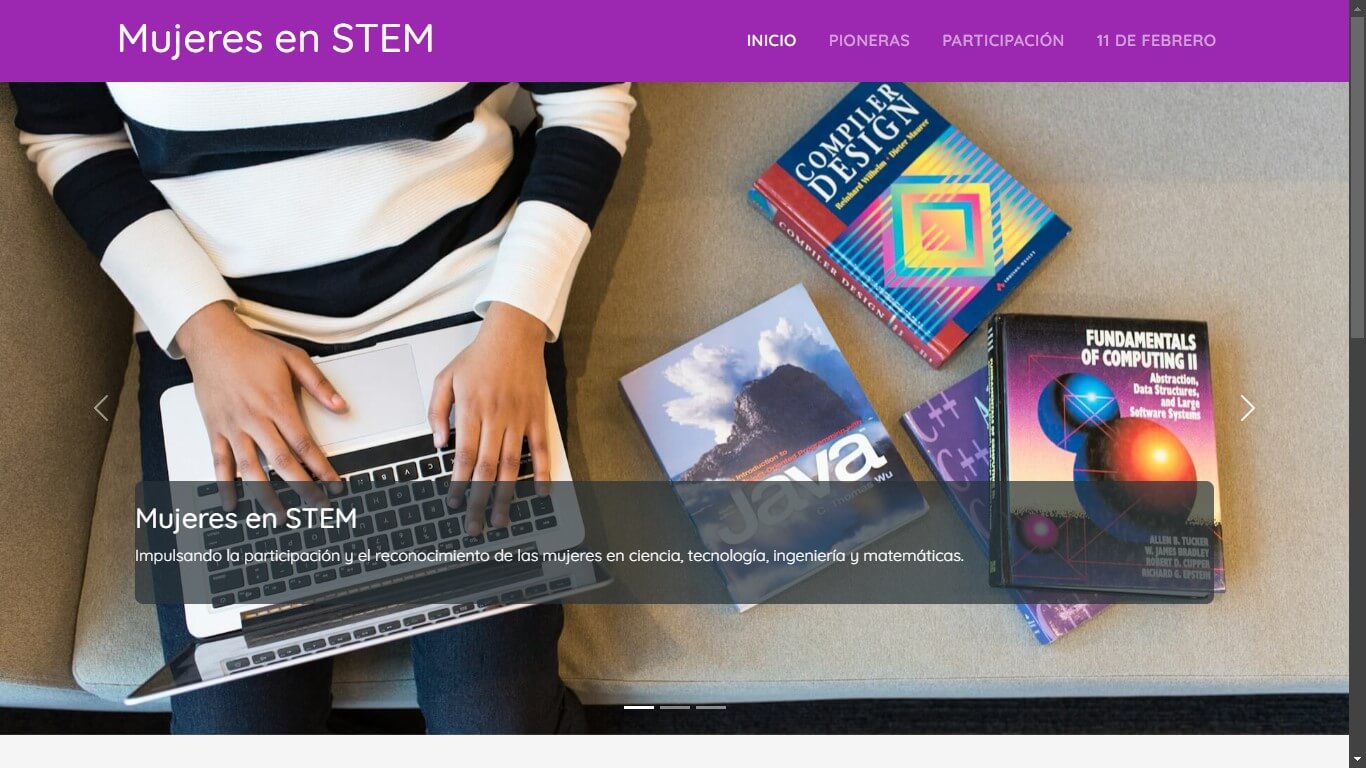 Mujeres en STEM
INICIO PIONERAS PARTICIPACIÓN 11 DE FEBRERO
COMPILER
DESIGN
Reinhard Wilhelm · Dieter Maurer
COMPILER DESIGN
ADDISON-WESLEY
FUNDAMENTALS
OF COMPUTING II
Abstraction,
Data Structures,
and Large
Software Systems
Introduction to
Object-Oriented Programming with
Java
C. Thomas Wu
C++
C++
ALLEN B. TUCKER
W. JAMES BRADLEY
ROBERT D. CUPPER
RICHARD G. EPSTEIN
Mujeres en STEM
Impulsando la participación y el reconocimiento de las mujeres en ciencia, tecnología, ingeniería y matemáticas.